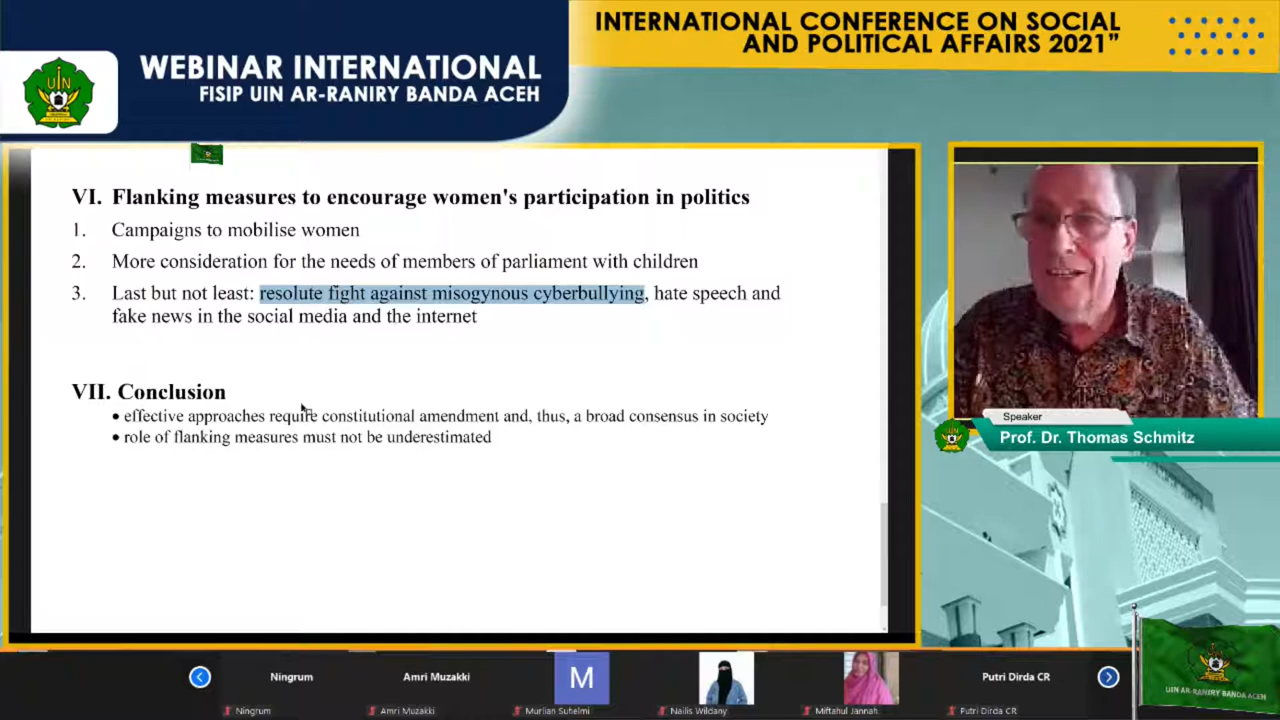 INTERNATIONAL CONFERENCE ON SOCIAL
AND POLITICAL AFFAIRS 2021"
WEBINAR INTERNATIONAL
FISIP UIN AR-RANIRY BANDA ACEH
UIN
VI. Flanking measures to encourage women's participation in politics
1. Campaigns to mobilise women
2. More consideration for the needs of members of parliament with children
3. Last but not least: resolute fight against misogynous cyberbullying, hate speech and
fake news in the social media and the internet
VII. Conclusion
• effective approaches require constitutional amendment and, thus, a broad consensus in society
• role of flanking measures must not be underestimated
Speaker
Prof. Dr. Thomas Schmitz
Ningrum
Amri Muzakki
M
Putri Dirda CR
Ningrum
Amri Muzakki
Murlian Suhelmi
Nailis Wildany
Miftahul Jannah.
Putri Dirda CR
UIN AR-RANIRY BANDA ACEH